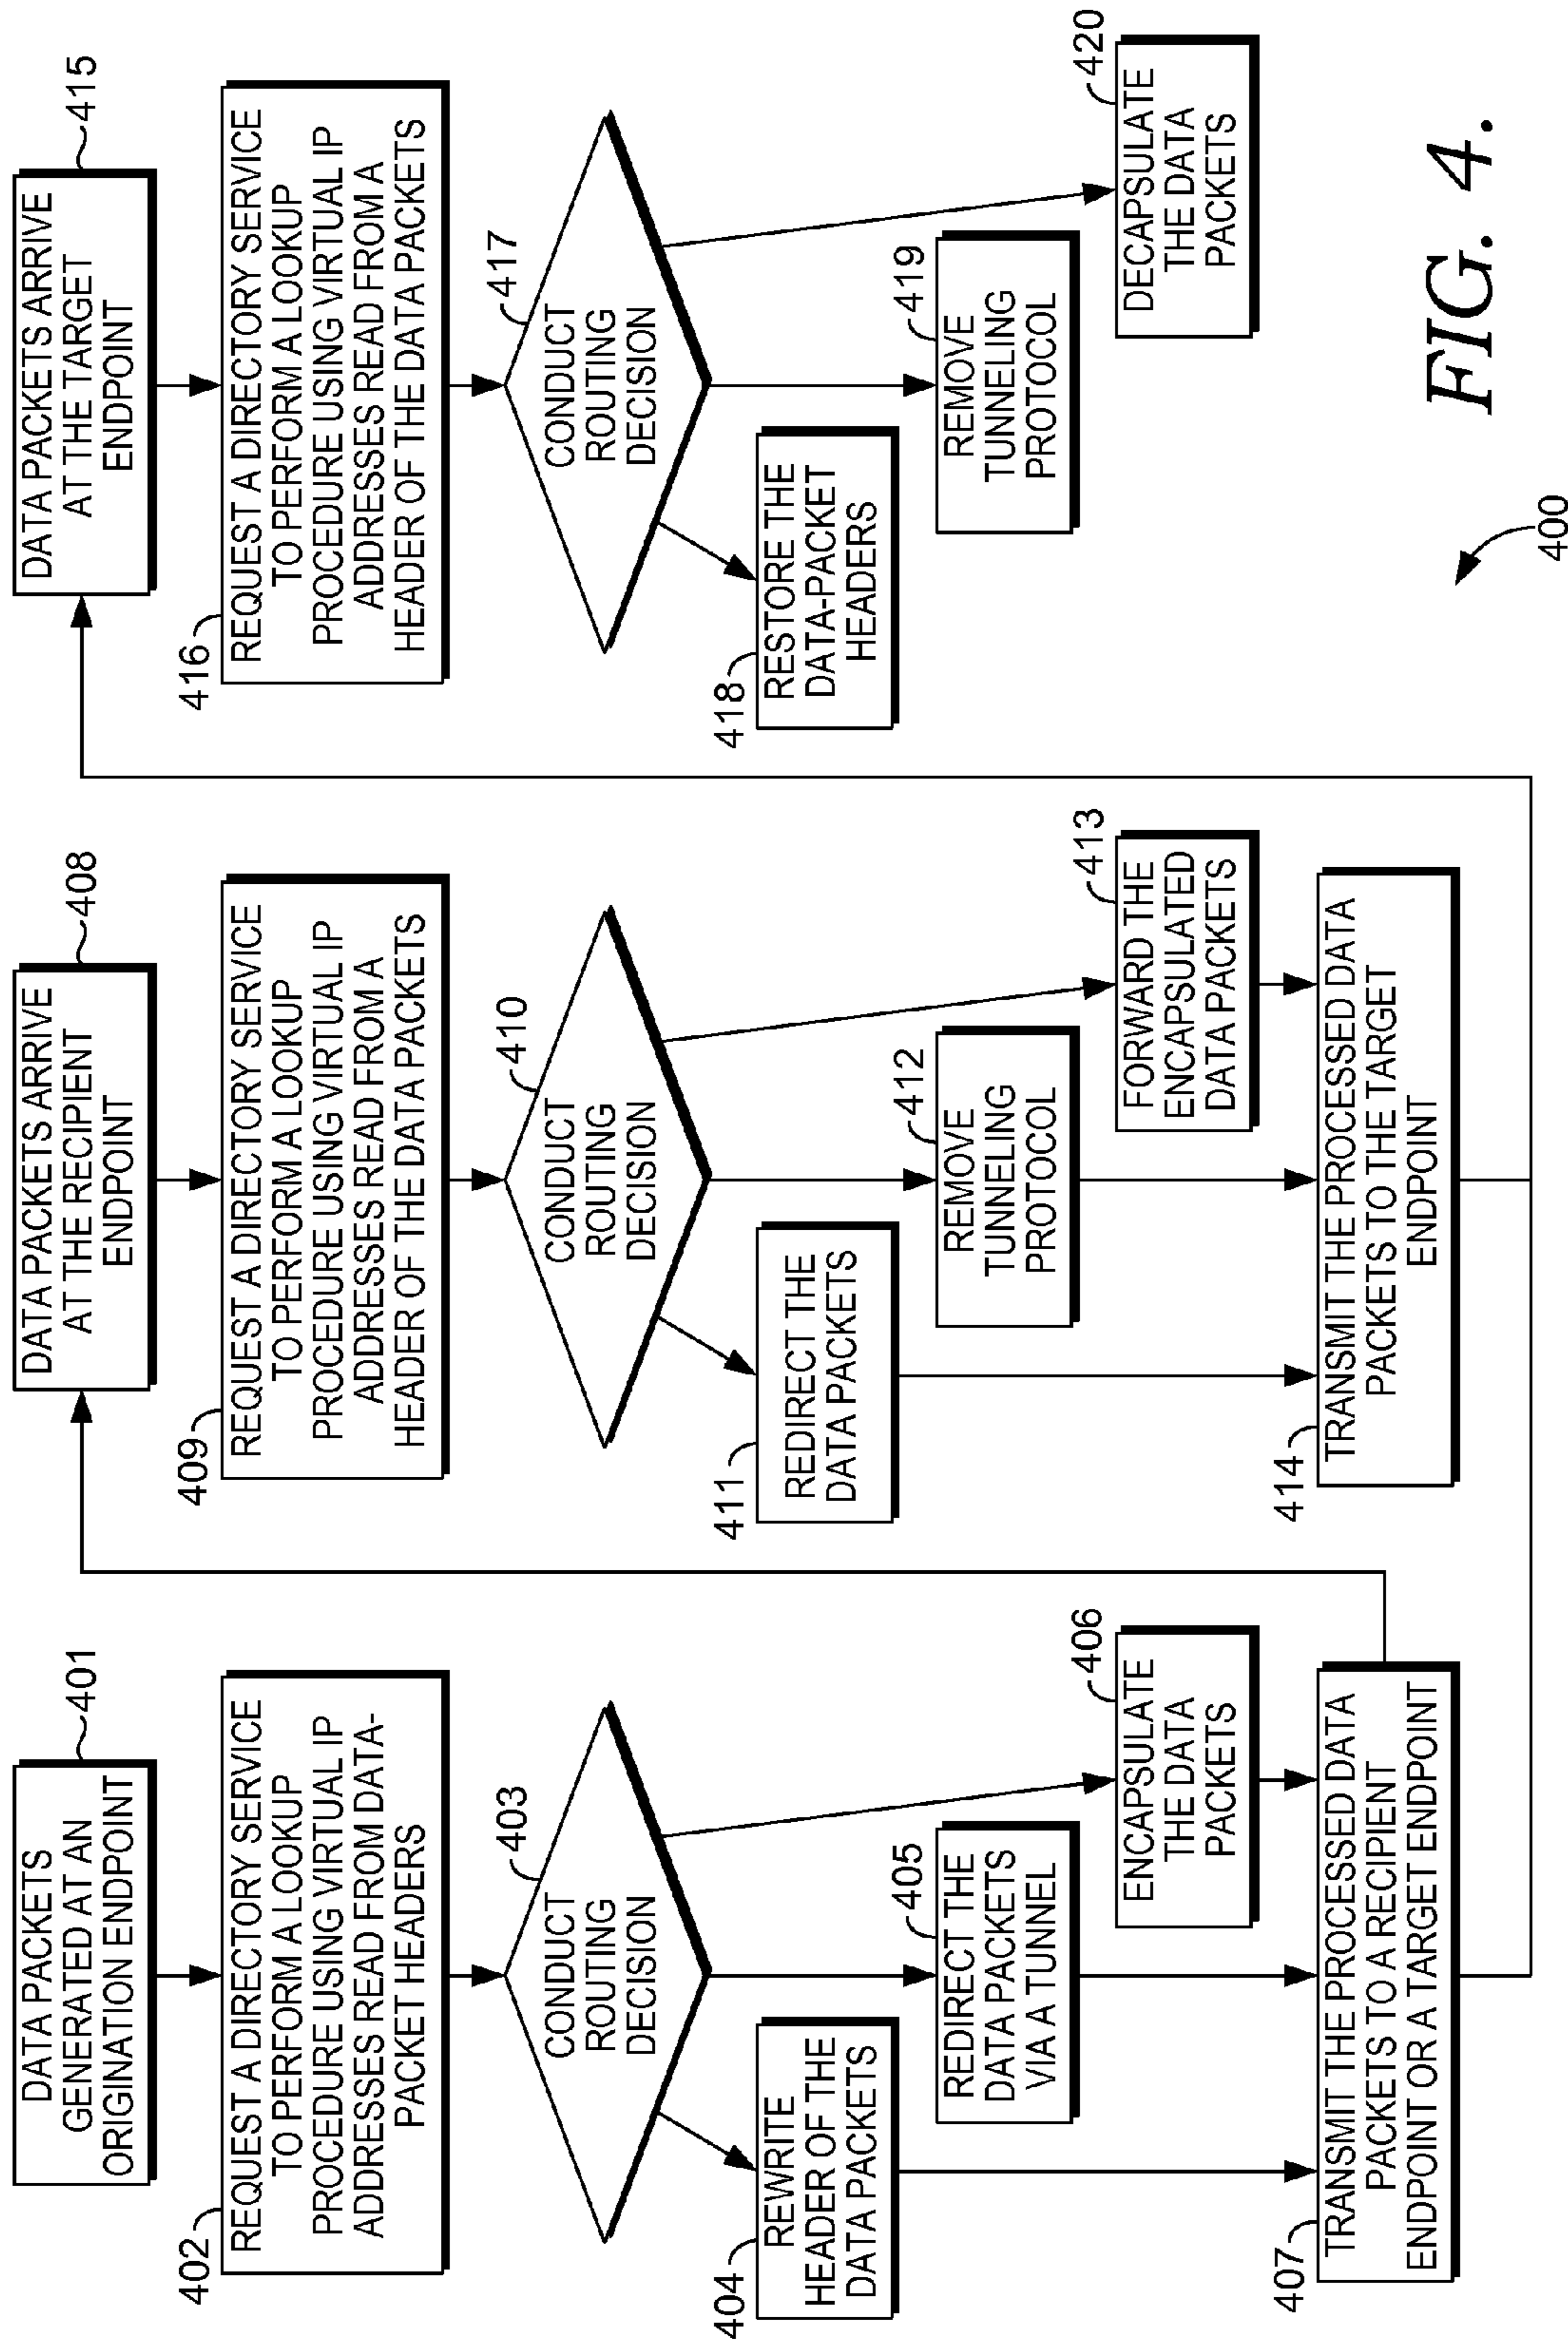 401
DATA PACKETS
GENERATED AT AN
ORIGINATION ENDPOINT
402
REQUEST A DIRECTORY SERVICE
TO PERFORM A LOOKUP
PROCEDURE USING VIRTUAL IP
ADDRESSES READ FROM DATA-
PACKET HEADERS
403
CONDUCT
ROUTING
DECISION
404
REWRITE
HEADER OF THE
DATA PACKETS
405
REDIRECT THE
DATA PACKETS
VIA A TUNNEL
406
ENCAPSULATE
THE DATA
PACKETS
407
TRANSMIT THE PROCESSED DATA
PACKETS TO A RECIPIENT
ENDPOINT OR A TARGET ENDPOINT
408
DATA PACKETS ARRIVE
AT THE RECIPIENT
ENDPOINT
409
REQUEST A DIRECTORY SERVICE
TO PERFORM A LOOKUP
PROCEDURE USING VIRTUAL IP
ADDRESSES READ FROM A
HEADER OF THE DATA PACKETS
410
CONDUCT
ROUTING
DECISION
411
REDIRECT THE
DATA PACKETS
412
REMOVE
TUNNELING
PROTOCOL
413
FORWARD THE
ENCAPSULATED
DATA PACKETS
414
TRANSMIT THE PROCESSED DATA
PACKETS TO THE TARGET
ENDPOINT
415
DATA PACKETS ARRIVE
AT THE TARGET
ENDPOINT
416
REQUEST A DIRECTORY SERVICE
TO PERFORM A LOOKUP
PROCEDURE USING VIRTUAL IP
ADDRESSES READ FROM A
HEADER OF THE DATA PACKETS
417
CONDUCT
ROUTING
DECISION
418
RESTORE THE
DATA-PACKET
HEADERS
419
REMOVE
TUNNELING
PROTOCOL
420
DECAPSULATE
THE DATA
PACKETS
400
FIG. 4.